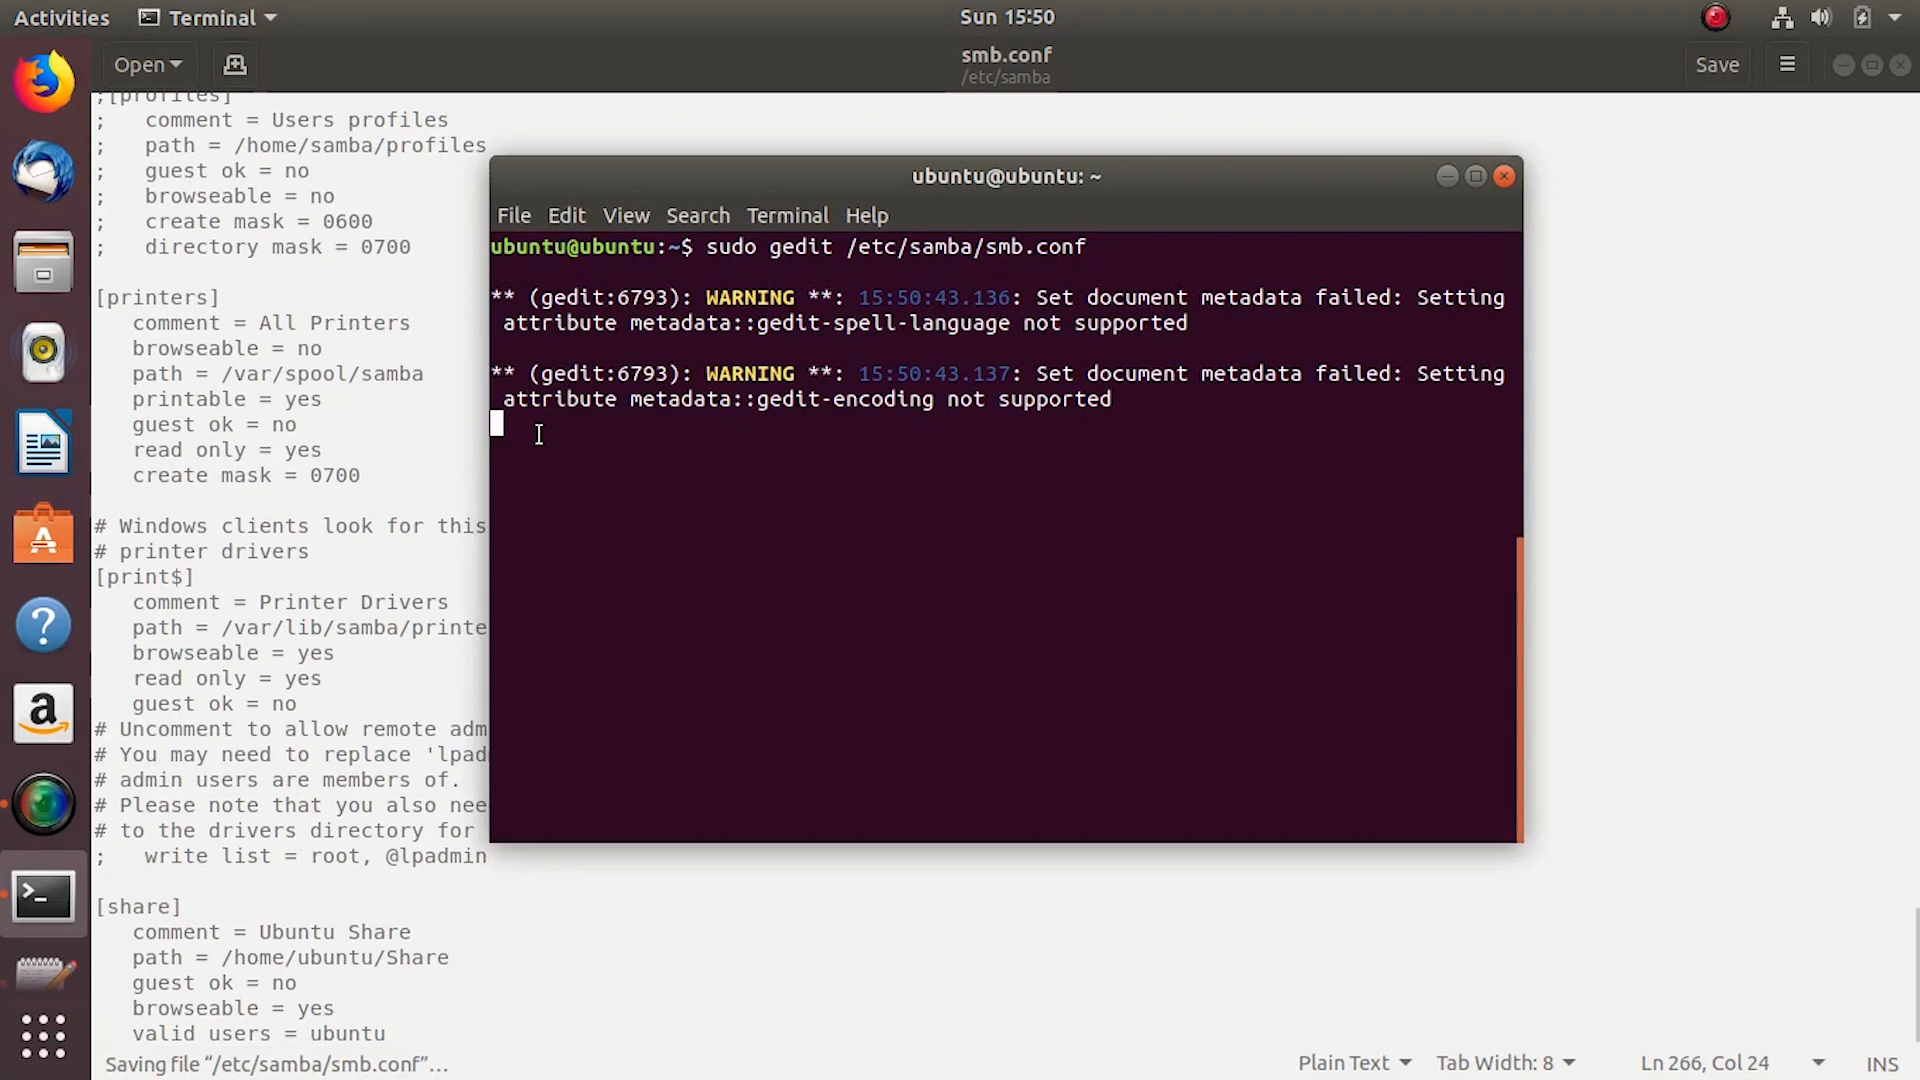 Activities
Terminal
Sun 15:50
Open
smb.conf
/etc/samba
Save
;[profiles]
;   comment = Users profiles
;   path = /home/samba/profiles
;   guest ok = no
;   browseable = no
;   create mask = 0600
;   directory mask = 0700
[printers]
   comment = All Printers
   browseable = no
   path = /var/spool/samba
   printable = yes
   guest ok = no
   read only = yes
   create mask = 0700
# Windows clients look for this
# printer drivers
[print$]
   comment = Printer Drivers
   path = /var/lib/samba/printe
   browseable = yes
   read only = yes
   guest ok = no
# Uncomment to allow remote adm
# You may need to replace 'lpad
# admin users are members of.
# Please note that you also nee
# to the drivers directory for
;   write list = root, @lpadmin
[share]
   comment = Ubuntu Share
   path = /home/ubuntu/Share
   guest ok = no
   browseable = yes
   valid users = ubuntu
ubuntu@ubuntu: ~
File Edit View Search Terminal Help
ubuntu@ubuntu:~$ sudo gedit /etc/samba/smb.conf
** (gedit:6793): WARNING **: 15:50:43.136: Set document metadata failed: Setting
 attribute metadata::gedit-spell-language not supported
** (gedit:6793): WARNING **: 15:50:43.137: Set document metadata failed: Setting
 attribute metadata::gedit-encoding not supported
Saving file “/etc/samba/smb.conf”…
Plain Text
Tab Width: 8
Ln 266, Col 24
INS